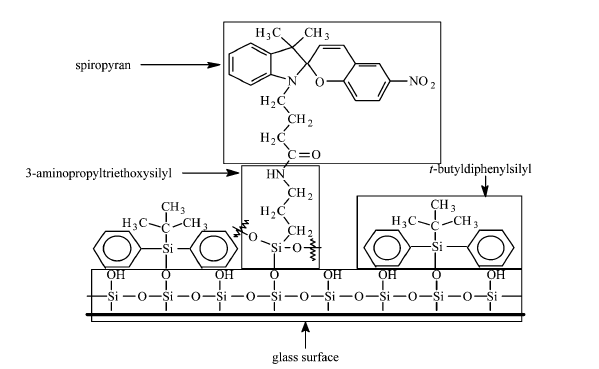 H₃C CH₃
spiropyran
N O NO₂
H₂C
CH₂
H₂C
C=O
3-aminopropyltriethoxysilyl HN t-butyldiphenylsilyl
CH₂
H₂C
CH₃ CH₂ CH₃
H₃C C CH₃ O H₃C C CH₃
Si Si O Si
OH O OH O OH OH O OH
Si O Si O Si O Si O Si O Si O Si O Si
glass surface